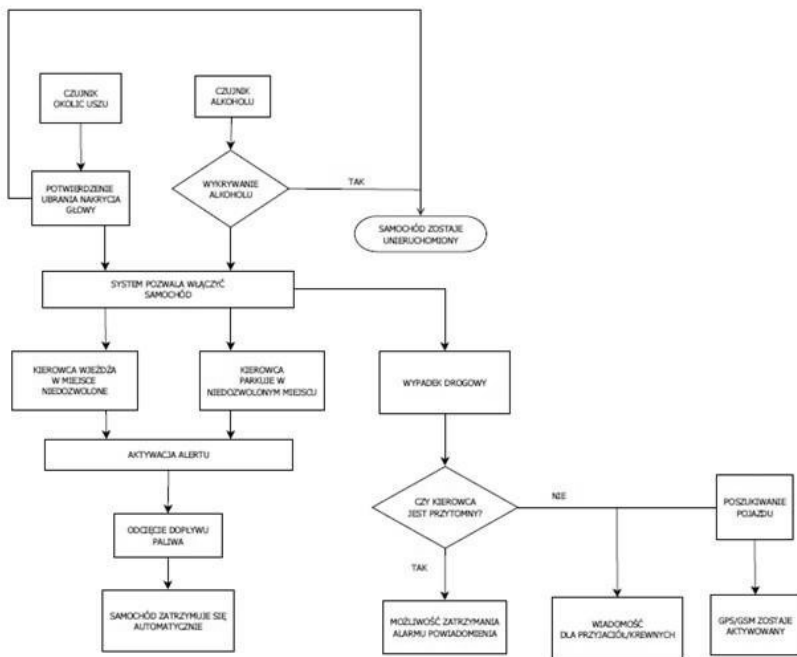 CZUJNIK
OKOLIC USZU
CZUJNIK
ALKOHOLU
POTWIERDZENIE
UBRANIA NAKRYCIA
GŁOWY
WYKRYWANIE
ALKOHOLU
TAK
SAMOCHÓD ZOSTAJE
UNIERUCHOMIONY
SYSTEM POZWALA WŁĄCZYĆ
SAMOCHÓD
KIEROWCA WJEŻDŻA
W MIEJSCE
NIEDOZWOLONE
KIEROWCA
PARKUJE W
NIEDOZWOLONYM MIEJSCU
WYPADEK DROGOWY
AKTYWACJA ALERTU
CZY KIEROWCA
JEST PRZYTOMNY?
NIE
POSZUKIWANIE
POJAZDU
ODCIĘCIE DOPŁYWU
PALIWA
TAK
SAMOCHÓD ZATRZYMUJE SIĘ
AUTOMATYCZNIE
MOŻLIWOŚĆ ZATRZYMANIA
ALARMU POWIADOMIENIA
WIADOMOŚĆ
DLA PRZYJACIÓŁ/KREWNYCH
GPS/GSM ZOSTAJE
AKTYWOWANY